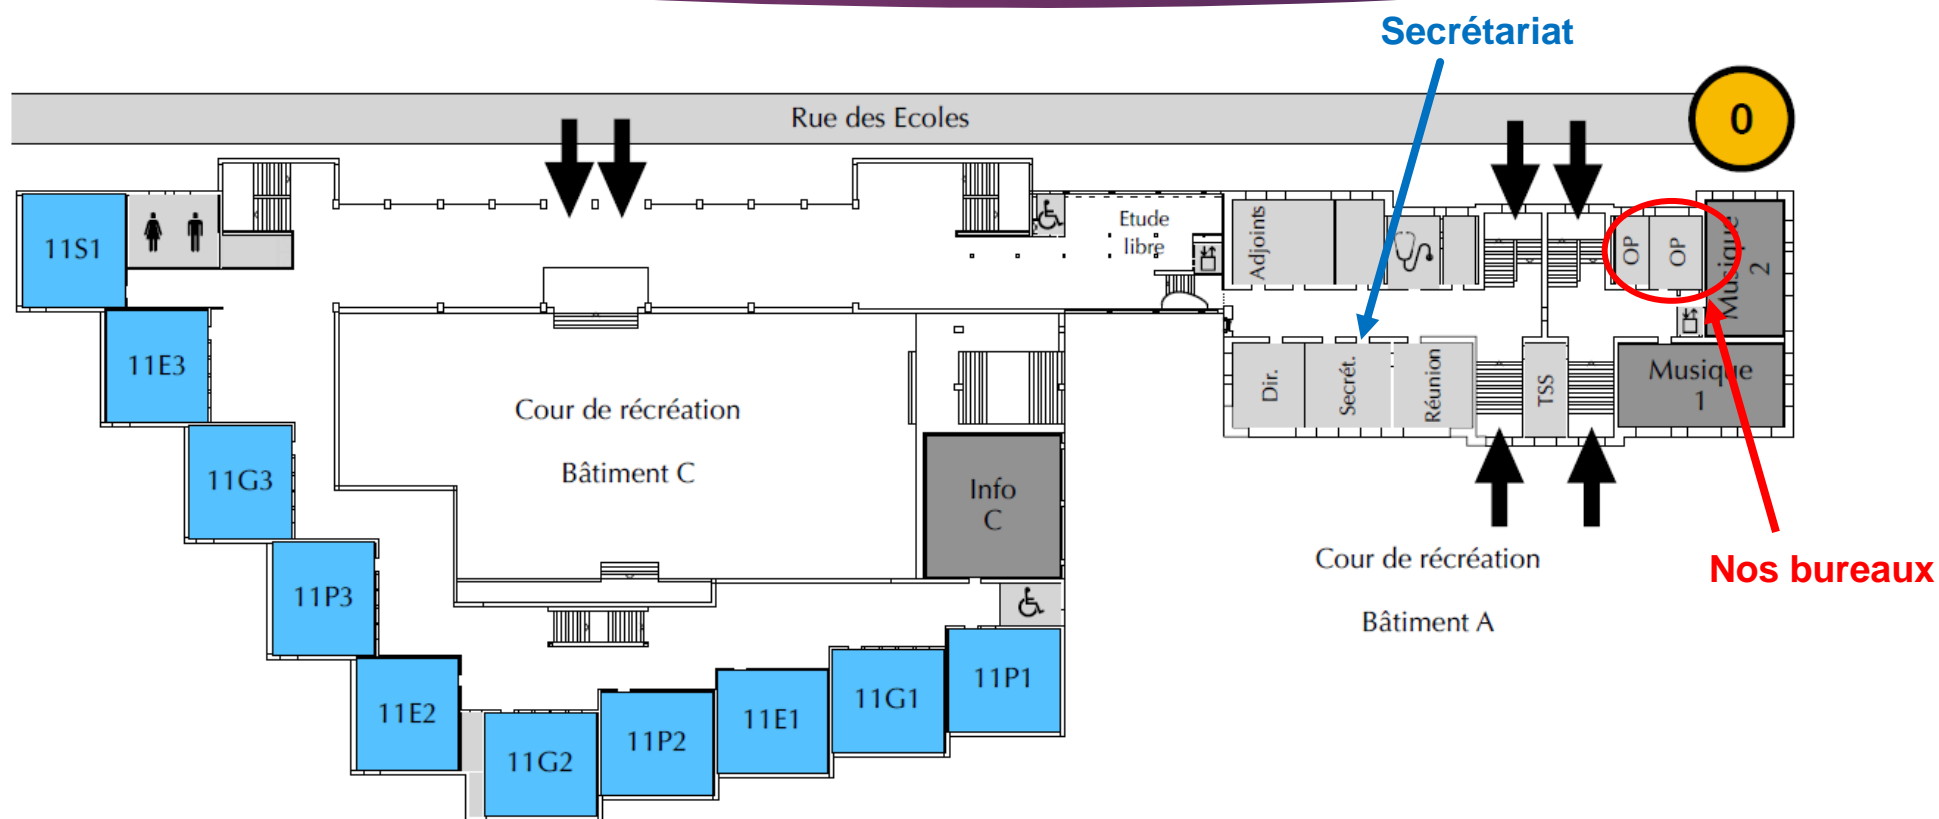 Secrétariat
Rue des Ecoles
0
11S1
Etude
libre
Adjoints
OP
OP
Musique
2
11E3
Dir.
Secrét.
Réunion
TSS
Musique
1
Cour de récréation
Bâtiment C
11G3
Info
C
Cour de récréation
Bâtiment A
Nos bureaux
11P3
11E2
11G2
11P2
11E1
11G1
11P1